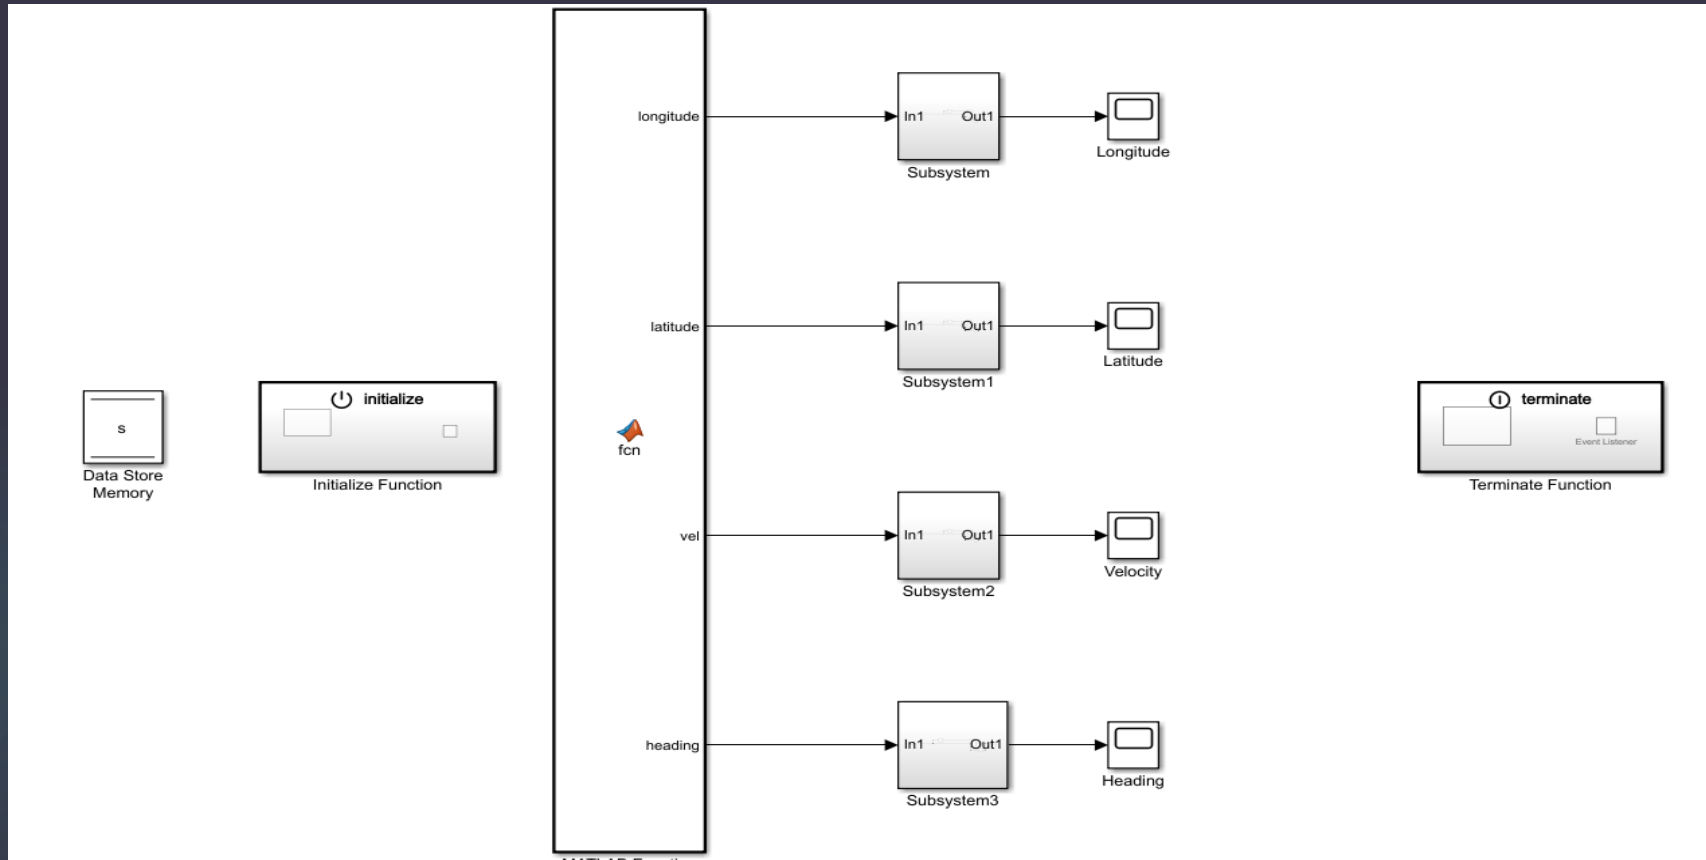 longitude
In1
Out1
Subsystem
Longitude
latitude
In1
Out1
Subsystem1
Latitude
s
Data Store
Memory
initialize
Initialize Function
fcn
terminate
Event Listener
Terminate Function
vel
In1
Out1
Subsystem2
Velocity
heading
In1
Out1
Subsystem3
Heading